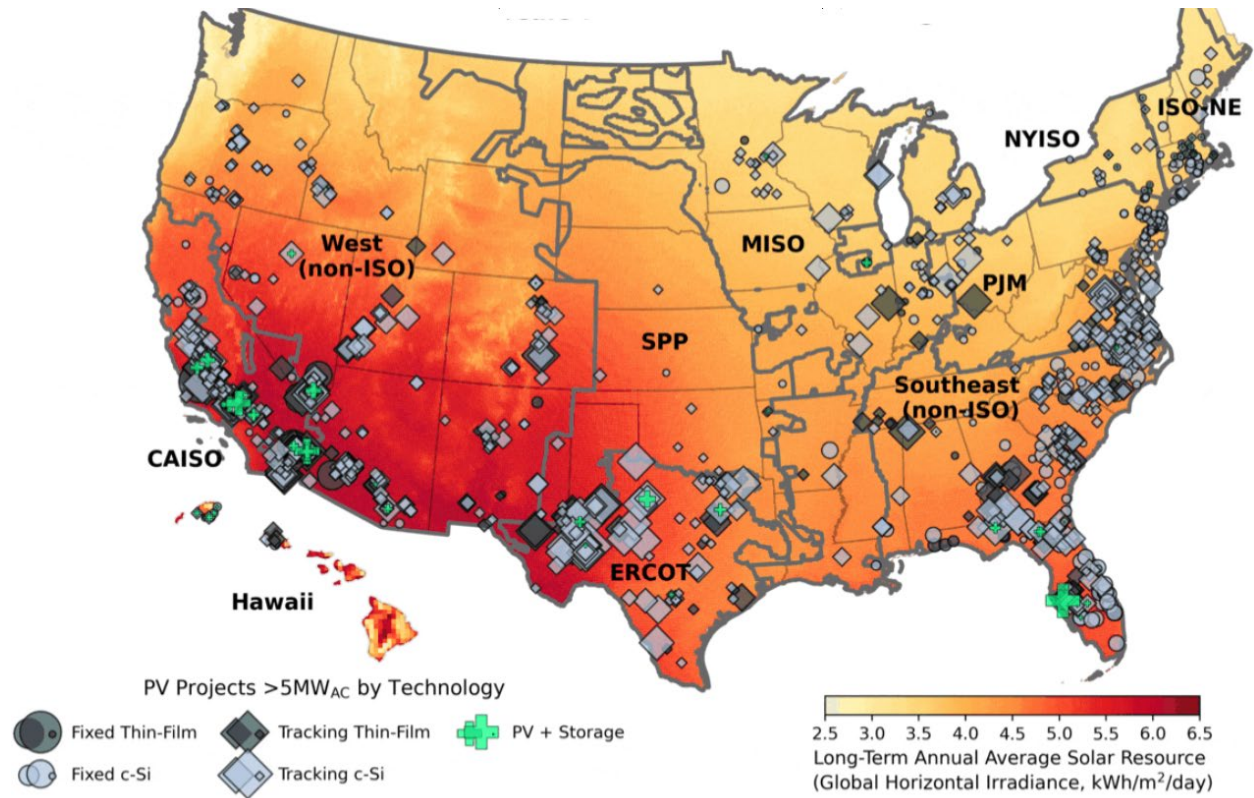 ISO-NE
NYISO
West
(non-ISO)
MISO
PJM
SPP
Southeast
(non-ISO)
CAISO
ERCOT
Hawaii
PV Projects >5MWAC by Technology
Fixed Thin-Film
Tracking Thin-Film
PV + Storage
Fixed c-Si
Tracking c-Si
2.5 3.0 3.5 4.0 4.5 5.0 5.5 6.0 6.5
Long-Term Annual Average Solar Resource
(Global Horizontal Irradiance, kWh/m²/day)